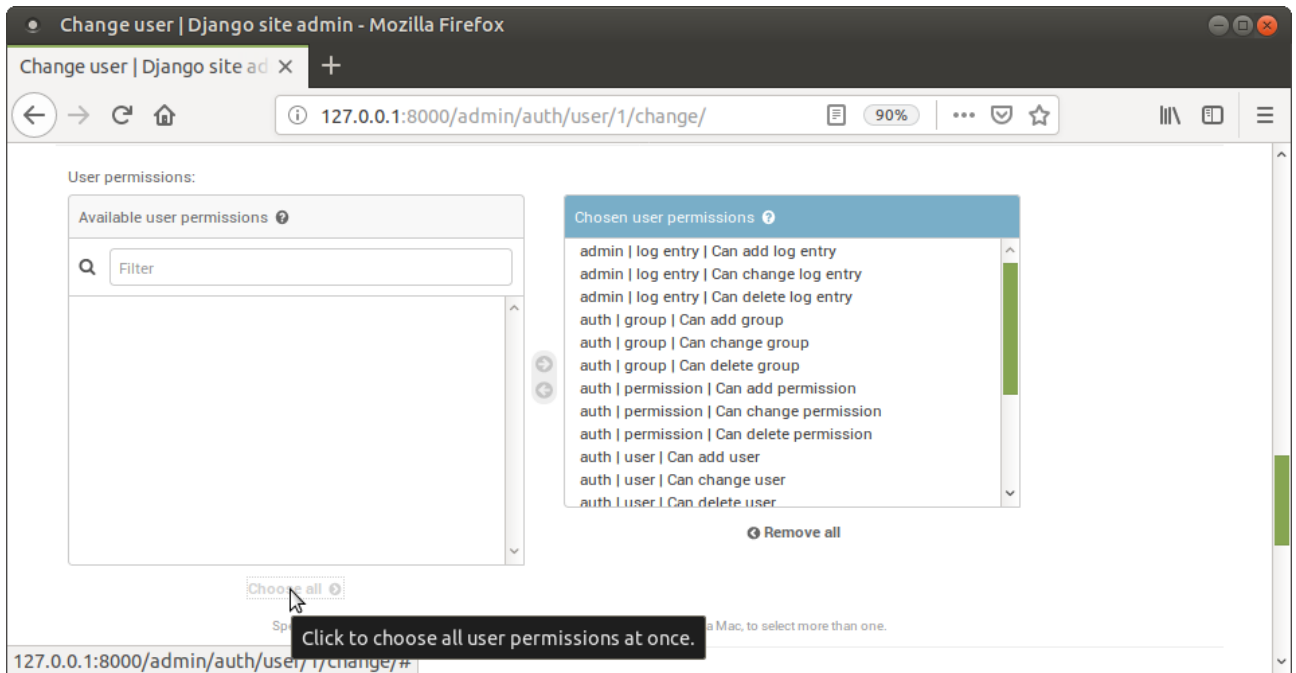 Change user | Django site admin - Mozilla Firefox
Change user | Django site ad
127.0.0.1:8000/admin/auth/user/1/change/
90%
User permissions:
Available user permissions
Filter
Choose all
Chosen user permissions
admin | log entry | Can add log entry
admin | log entry | Can change log entry
admin | log entry | Can delete log entry
auth | group | Can add group
auth | group | Can change group
auth | group | Can delete group
auth | permission | Can add permission
auth | permission | Can change permission
auth | permission | Can delete permission
auth | user | Can add user
auth | user | Can change user
auth | user | Can delete user
Remove all
a Mac, to select more than one.
Click to choose all user permissions at once.
127.0.0.1:8000/admin/auth/user/1/change/#